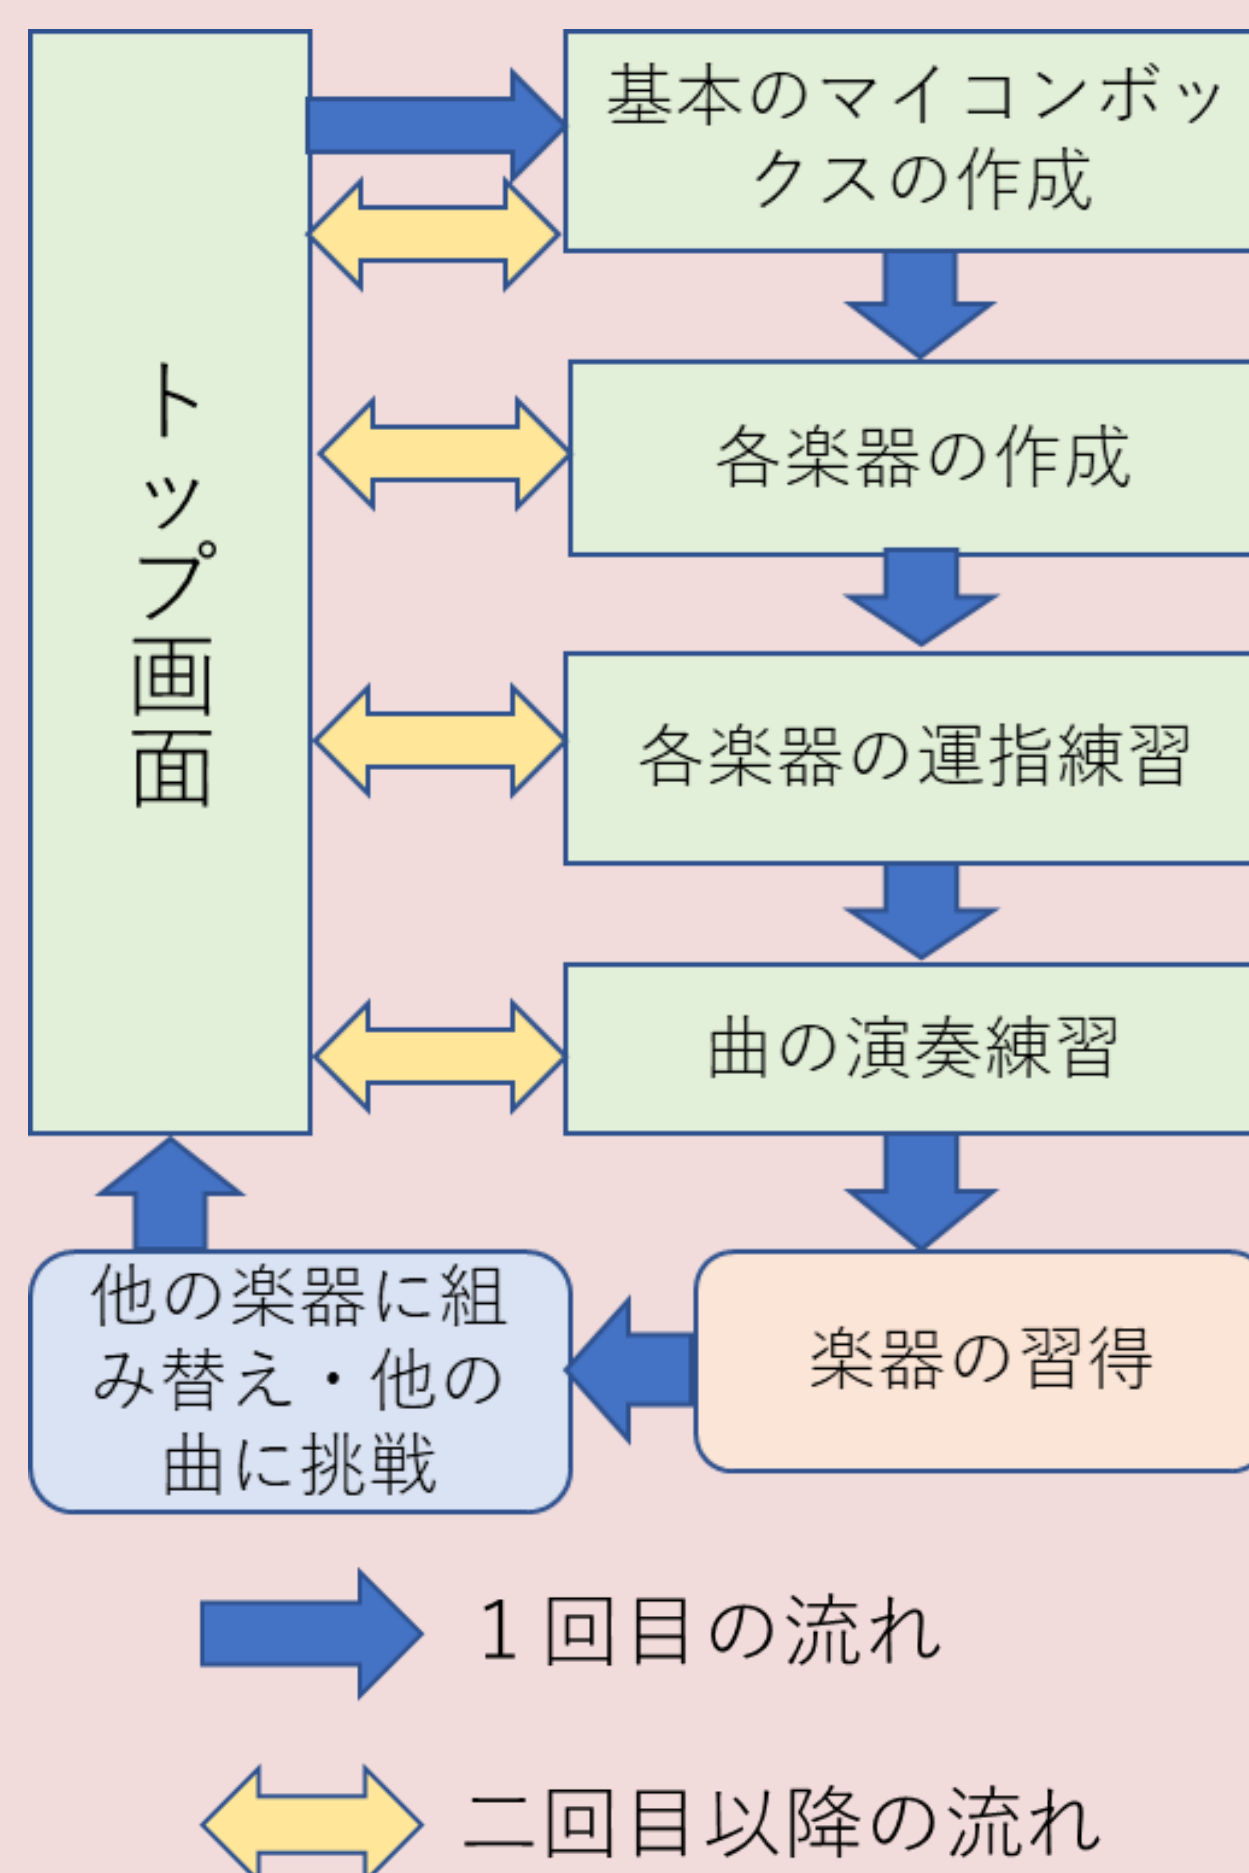 トップ画面
基本のマイコンボッ
クスの作成
各楽器の作成
各楽器の運指練習
曲の演奏練習
他の楽器に組
み替え・他の
曲に挑戦
楽器の習得
１回目の流れ
二回目以降の流れ